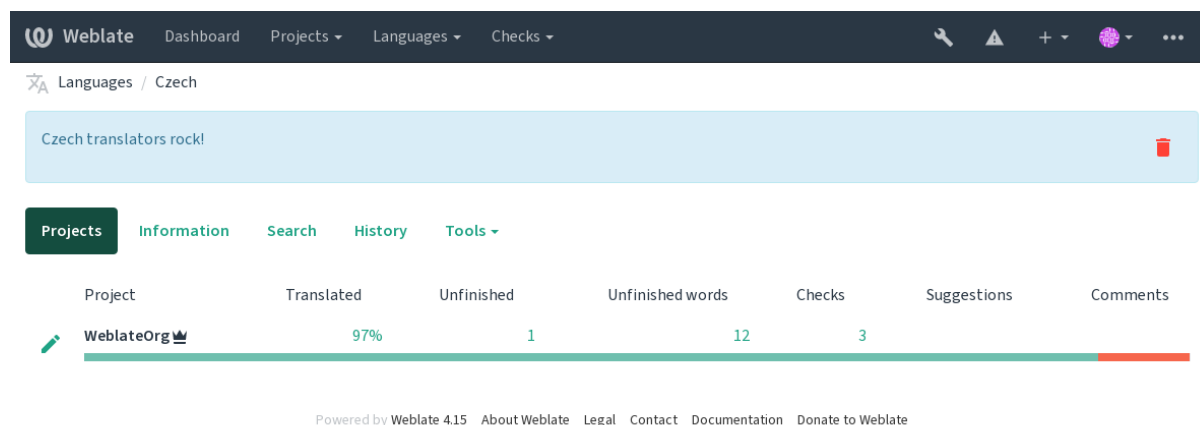 Weblate Dashboard Projects Languages Checks
Languages / Czech
Czech translators rock!
Projects Information Search History Tools
Project Translated Unfinished Unfinished words Checks Suggestions Comments
WeblateOrg 97% 1 12 3
Powered by Weblate 4.15 About Weblate Legal Contact Documentation Donate to Weblate